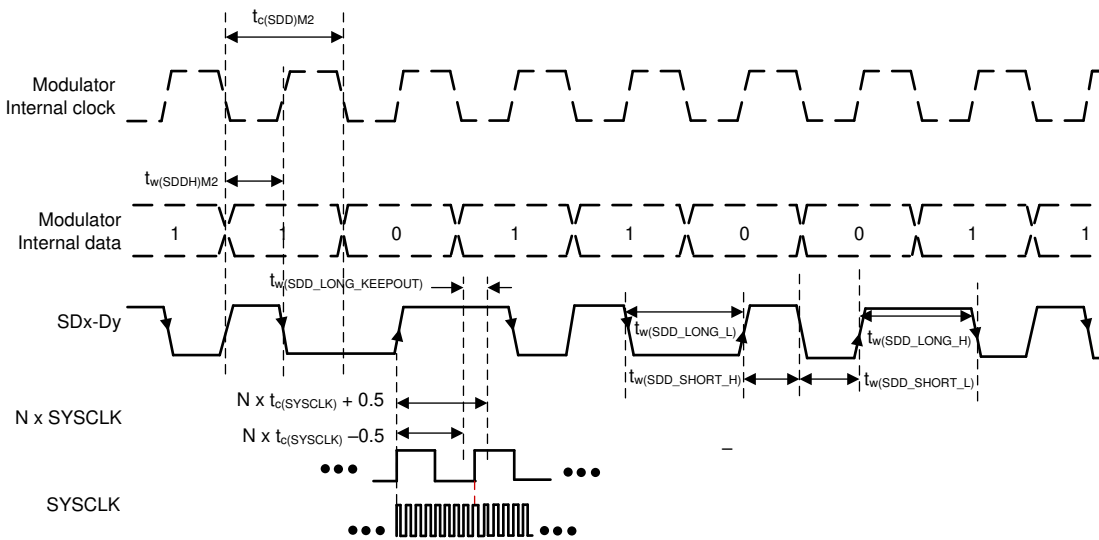 tc(SDD)M2
Modulator
Internal clock
tw(SDDH)M2
Modulator
Internal data
1 1 0 1 1 0 0 1 1
tw(SDD_LONG_KEEPOUT)
SDx-Dy
tw(SDD_LONG_L)
tw(SDD_LONG_H)
tw(SDD_SHORT_H)
tw(SDD_SHORT_L)
N x tc(SYSCLK) + 0.5
N x SYSCLK
N x tc(SYSCLK) –0.5
–
SYSCLK